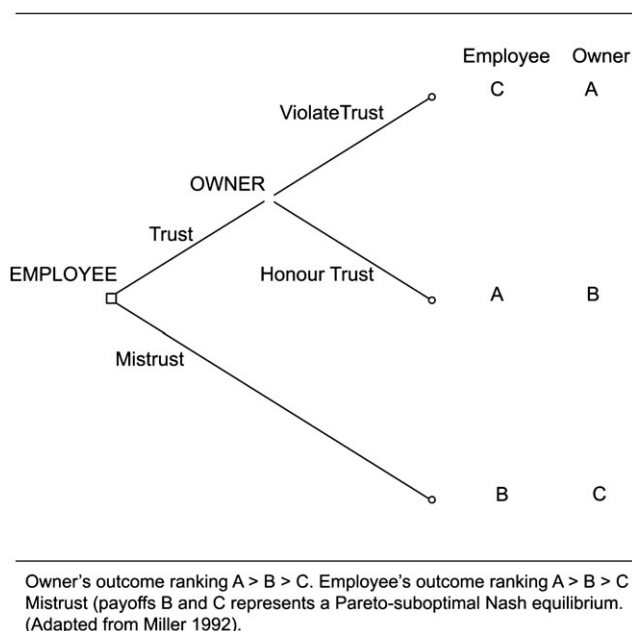 Employee Owner
C A
ViolateTrust
OWNER
Trust
EMPLOYEE
Honour Trust
A B
Mistrust
B C
Owner's outcome ranking A > B > C. Employee's outcome ranking A > B > C
Mistrust (payoffs B and C represents a Pareto-suboptimal Nash equilibrium.
(Adapted from Miller 1992).